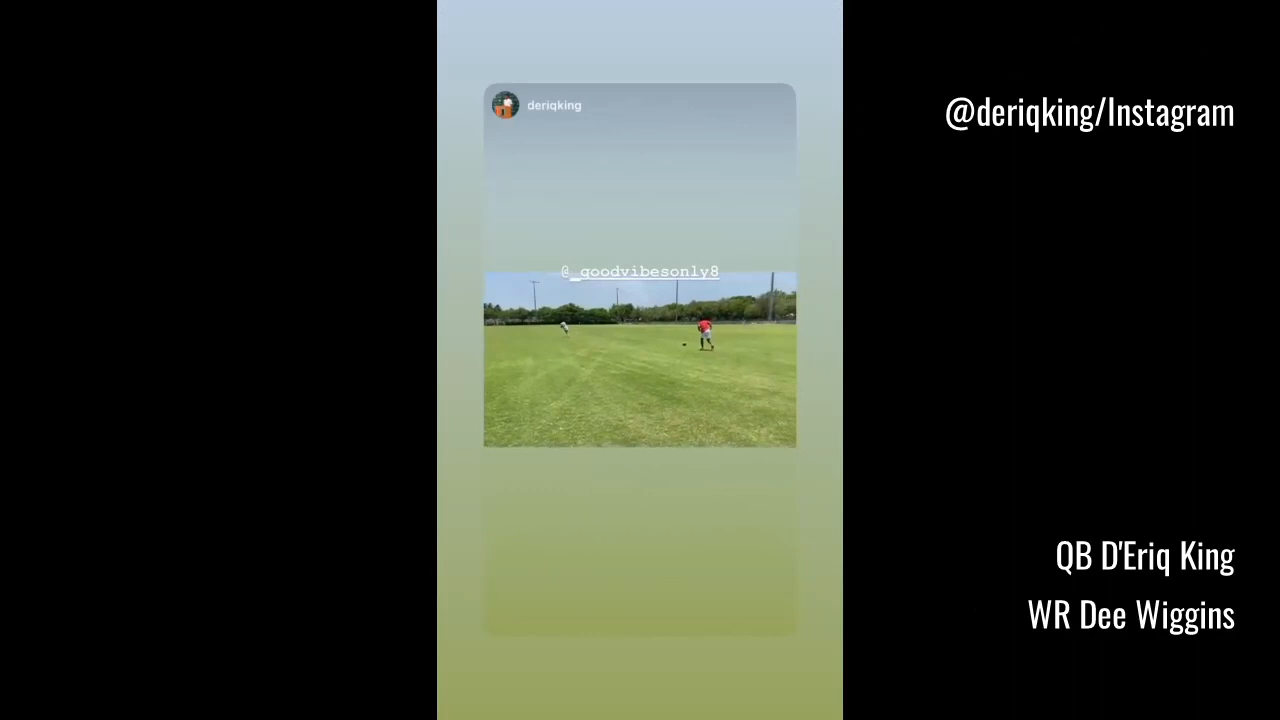 deriqking
@_goodvibesonly8
@deriqking/Instagram
QB D'Eriq King
WR Dee Wiggins